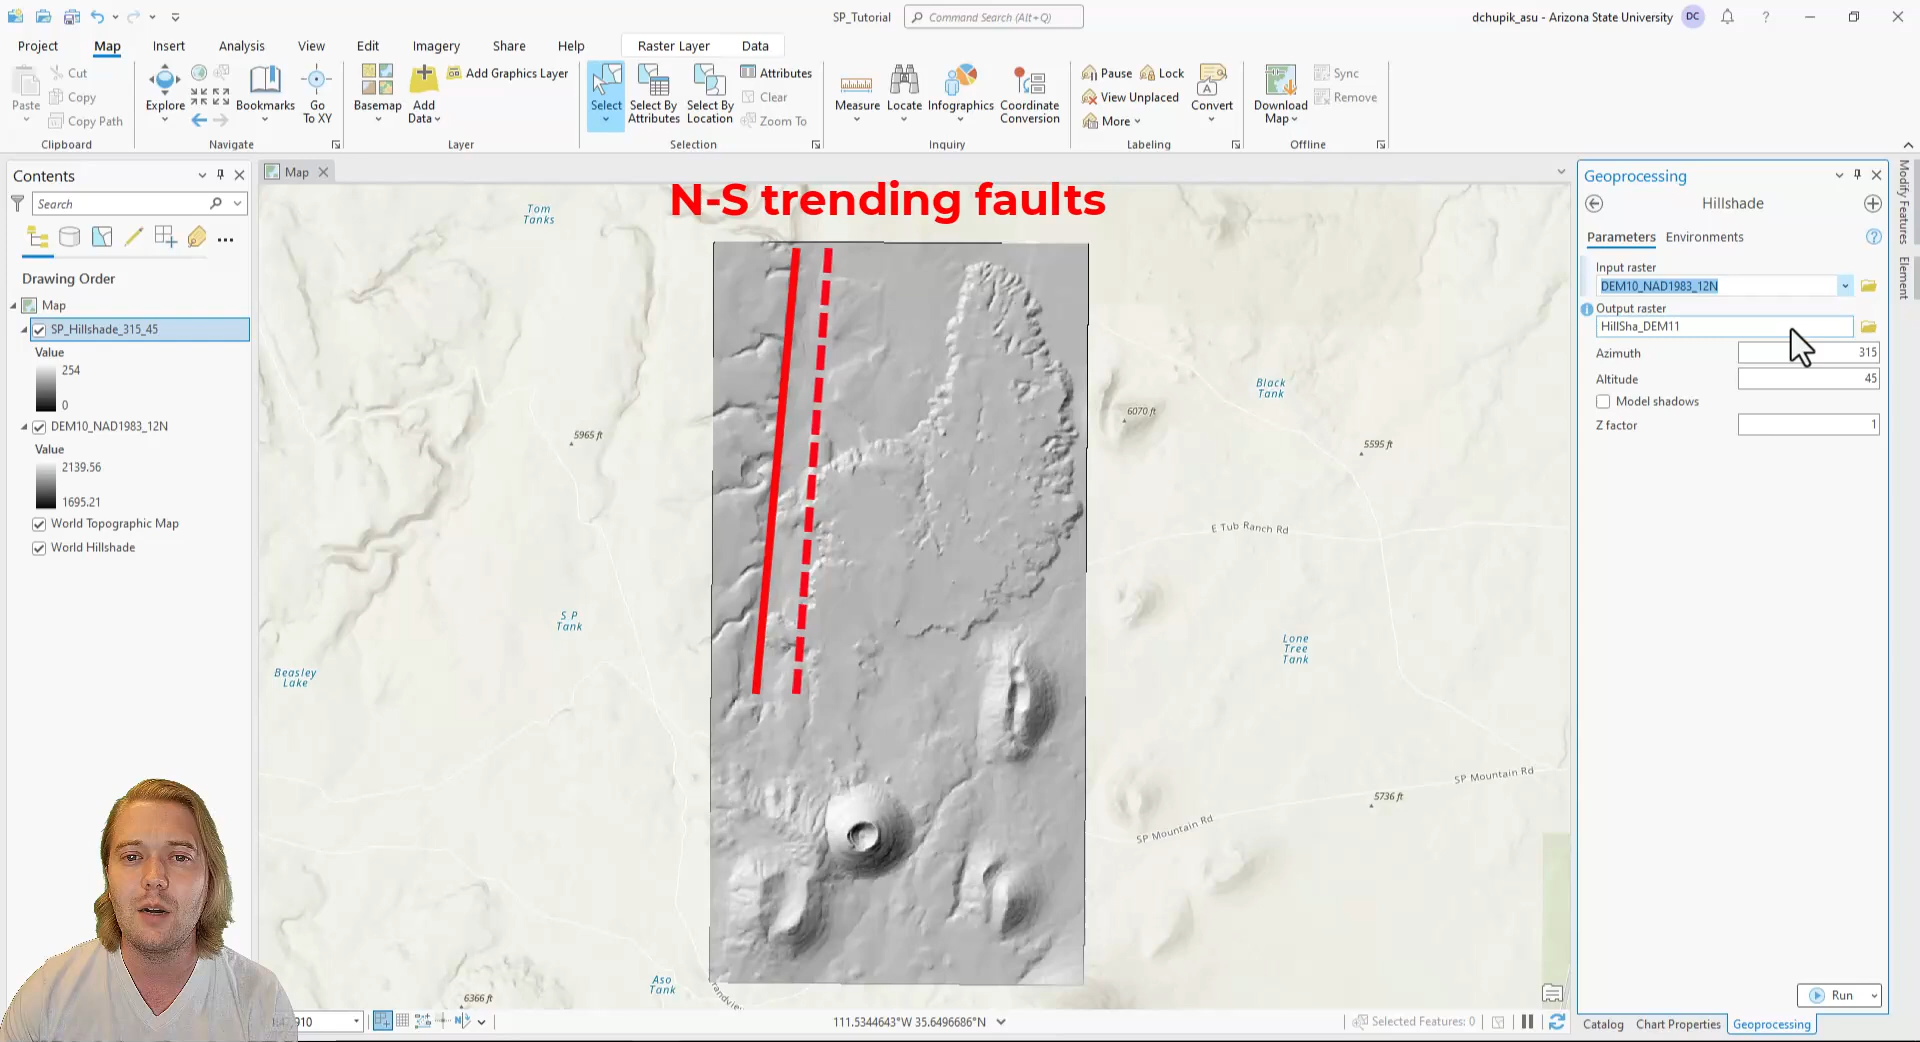 SP_Tutorial
Command Search (Alt+Q)
dchupik_asu - Arizona State University
DC
?
Project
Map
Insert
Analysis
View
Edit
Imagery
Share
Help
Raster Layer
Data
Paste
Cut
Copy
Copy Path
Clipboard
Explore
Bookmarks
Go
To XY
Navigate
Basemap
Add
Data
Add Graphics Layer
Layer
Select
Select By
Attributes
Select By
Location
Attributes
Clear
Zoom To
Selection
Measure
Locate
Infographics
Coordinate
Conversion
Inquiry
Pause
Lock
View Unplaced
More
Convert
Labeling
Download
Map
Sync
Remove
Offline
Contents
Search
Drawing Order
Map
SP_Hillshade_315_45
Value
254
0
DEM10_NAD1983_12N
Value
2139.56
1695.21
World Topographic Map
World Hillshade
Map
N-S trending faults
Tom
Tanks
5965 ft
S P
Tank
Beasley
Lake
Aso
Tank
6366 ft
6070 ft
Black
Tank
5595 ft
E Tub Ranch Rd
Lone
Tree
Tank
SP Mountain Rd
5736 ft
SP Mountain Rd
910
111.5344643°W 35.6496686°N
Selected Features: 0
Geoprocessing
Hillshade
Parameters
Environments
Input raster
DEM10_NAD1983_12N
Output raster
HillSha_DEM11
Azimuth
315
Altitude
45
Model shadows
Z factor
1
Run
Catalog
Chart Properties
Geoprocessing
Modify Features
Element